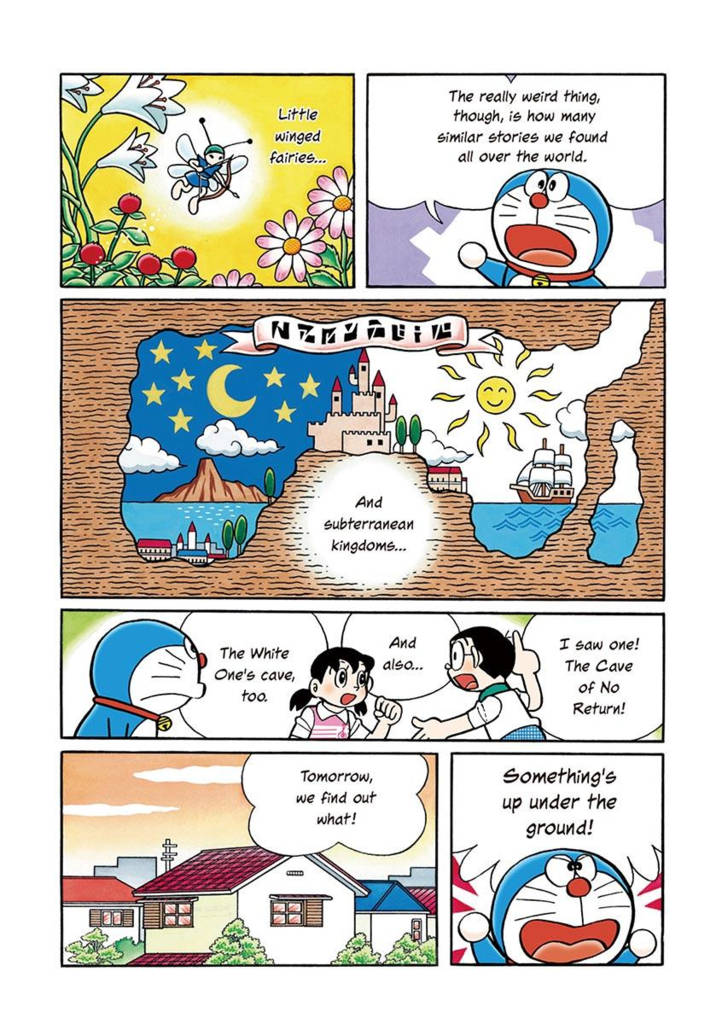 Little
winged
fairies...
The really weird thing,
though, is how many
similar stories we found
all over the world.
And
subterranean
kingdoms...
The White
One's cave,
too.
And
also...
I saw one!
The Cave
of No
Return!
Tomorrow,
we find out
what!
Something's
up under the
ground!